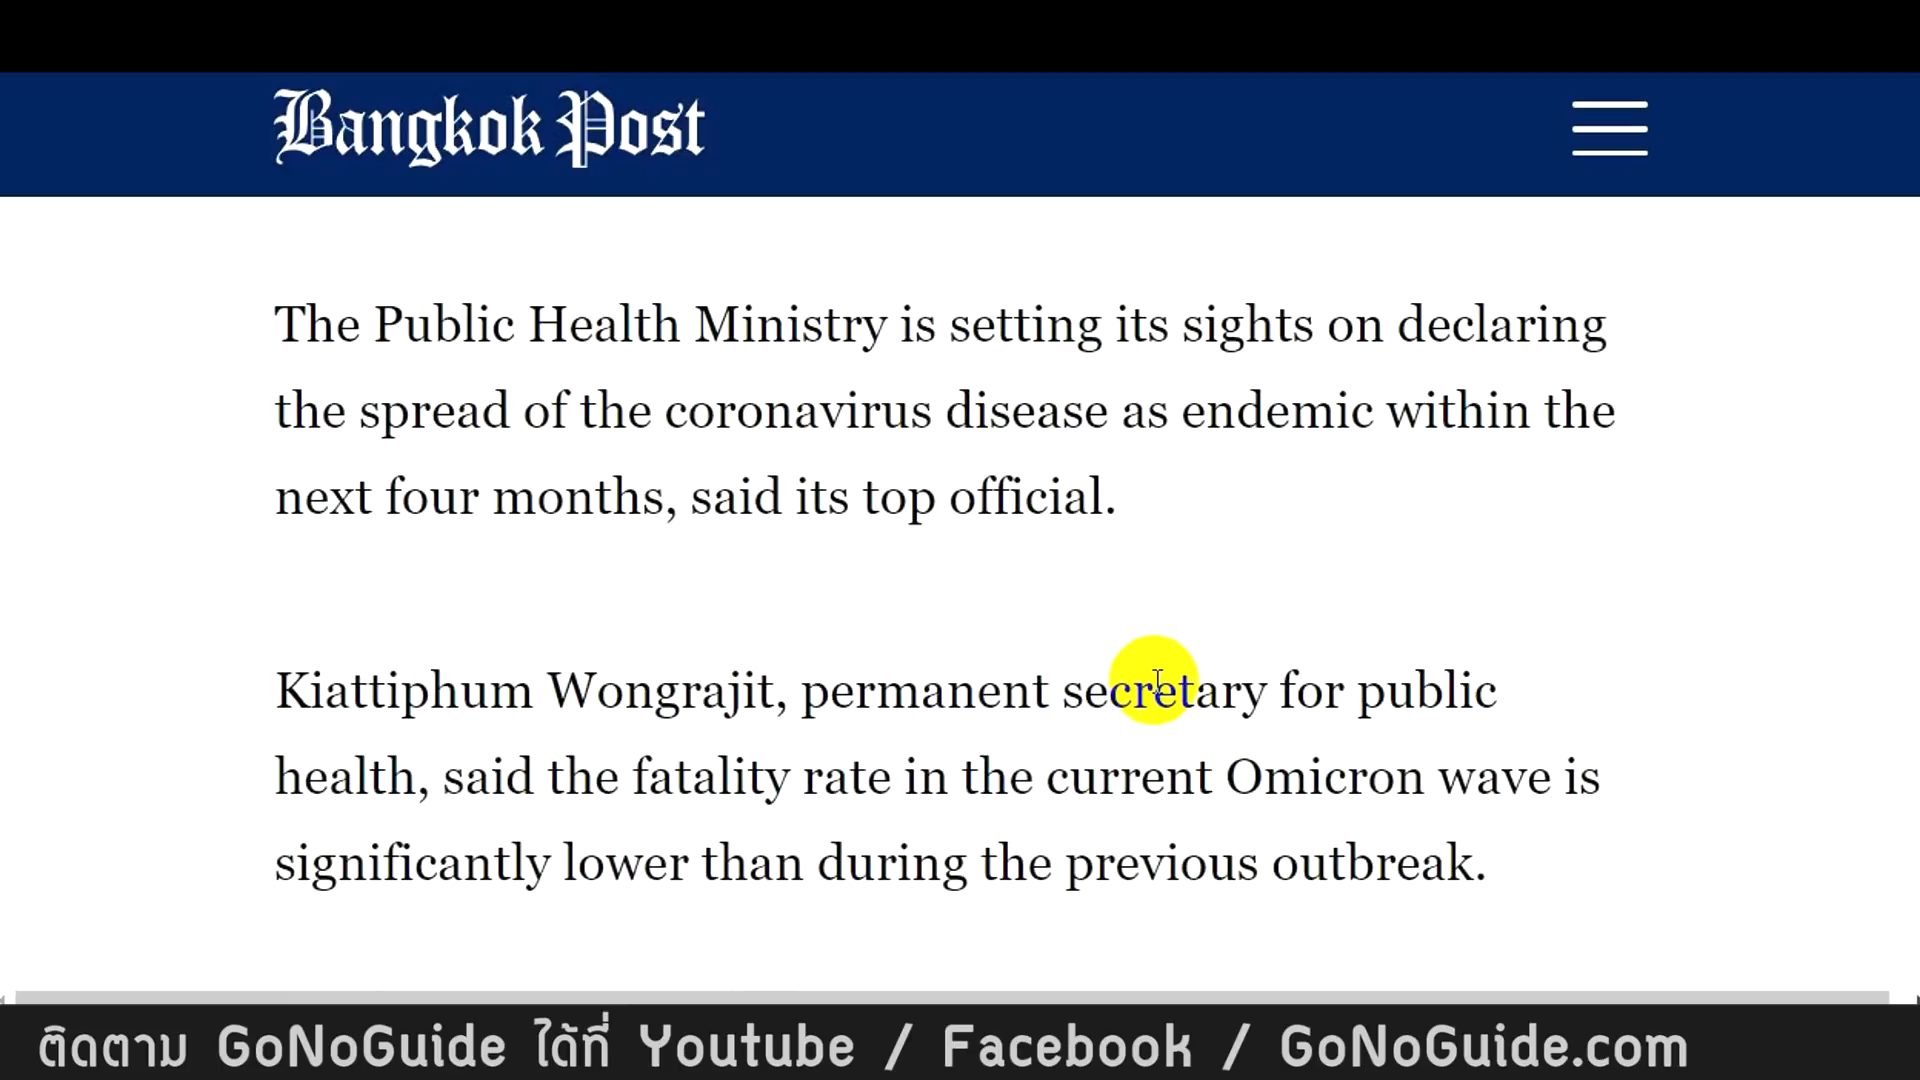 Bangkok Post
The Public Health Ministry is setting its sights on declaring
the spread of the coronavirus disease as endemic within the
next four months, said its top official.
Kiattiphum Wongrajit, permanent secretary for public
health, said the fatality rate in the current Omicron wave is
significantly lower than during the previous outbreak.
ติดตาม GoNoGuide ได้ที่ Youtube / Facebook / GoNoGuide.com